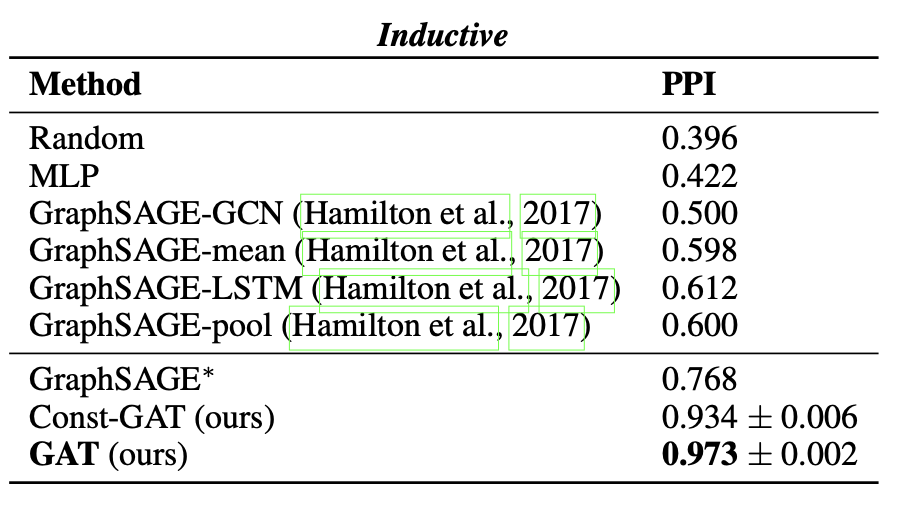 Inductive
Method PPI
Random 0.396
MLP 0.422
GraphSAGE-GCN (Hamilton et al., 2017) 0.500
GraphSAGE-mean (Hamilton et al., 2017) 0.598
GraphSAGE-LSTM (Hamilton et al., 2017) 0.612
GraphSAGE-pool (Hamilton et al., 2017) 0.600
GraphSAGE* 0.768
Const-GAT (ours) 0.934 ± 0.006
GAT (ours) 0.973 ± 0.002